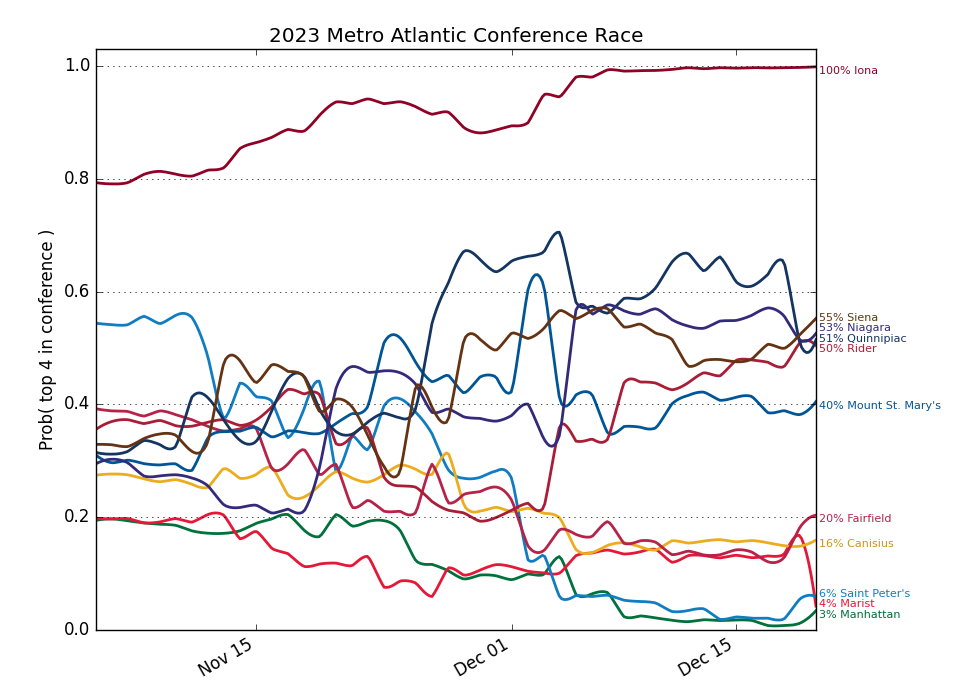 2023 Metro Atlantic Conference Race
Prob( top 4 in conference )
1.0
0.8
0.6
0.4
0.2
0.0
Nov 15
Dec 01
Dec 15
100% Iona
55% Siena
53% Niagara
51% Quinnipiac
50% Rider
40% Mount St. Mary's
20% Fairfield
16% Canisius
6% Saint Peter's
4% Marist
3% Manhattan